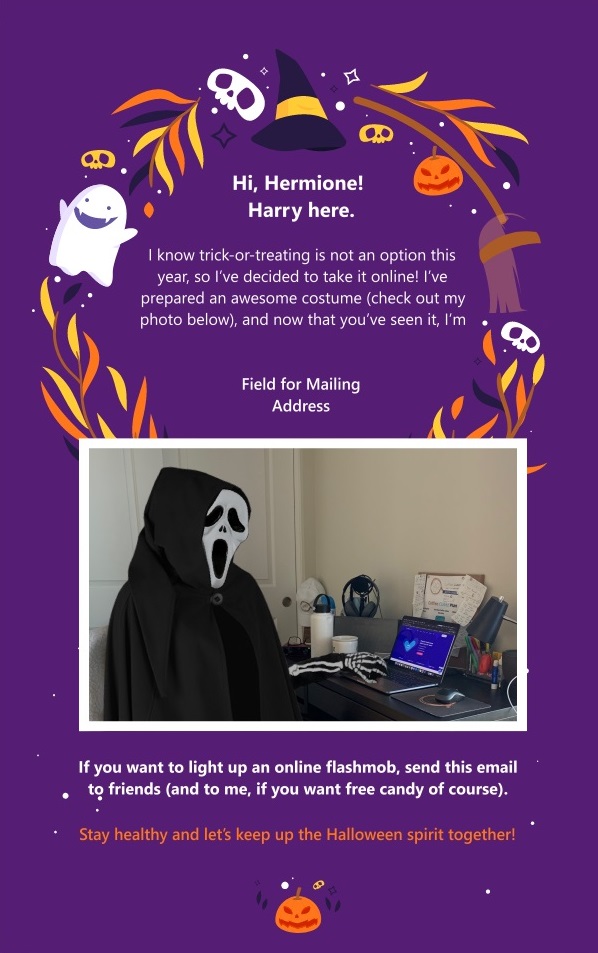 Hi, Hermione!
Harry here.
I know trick-or-treating is not an option this
year, so I've decided to take it online! I've
prepared an awesome costume (check out my
photo below), and now that you've seen it, I'm
Field for Mailing
Address
If you want to light up an online flashmob, send this email
to friends (and to me, if you want free candy of course).
Stay healthy and let's keep up the Halloween spirit together!